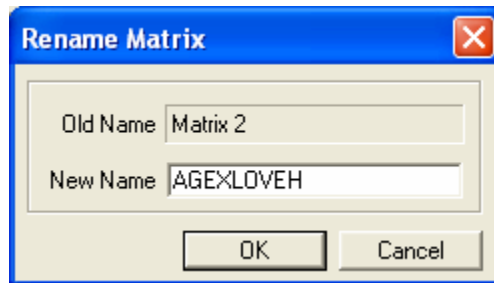 Rename Matrix
Old Name Matrix 2
New Name AGEXLOVEH
OK Cancel